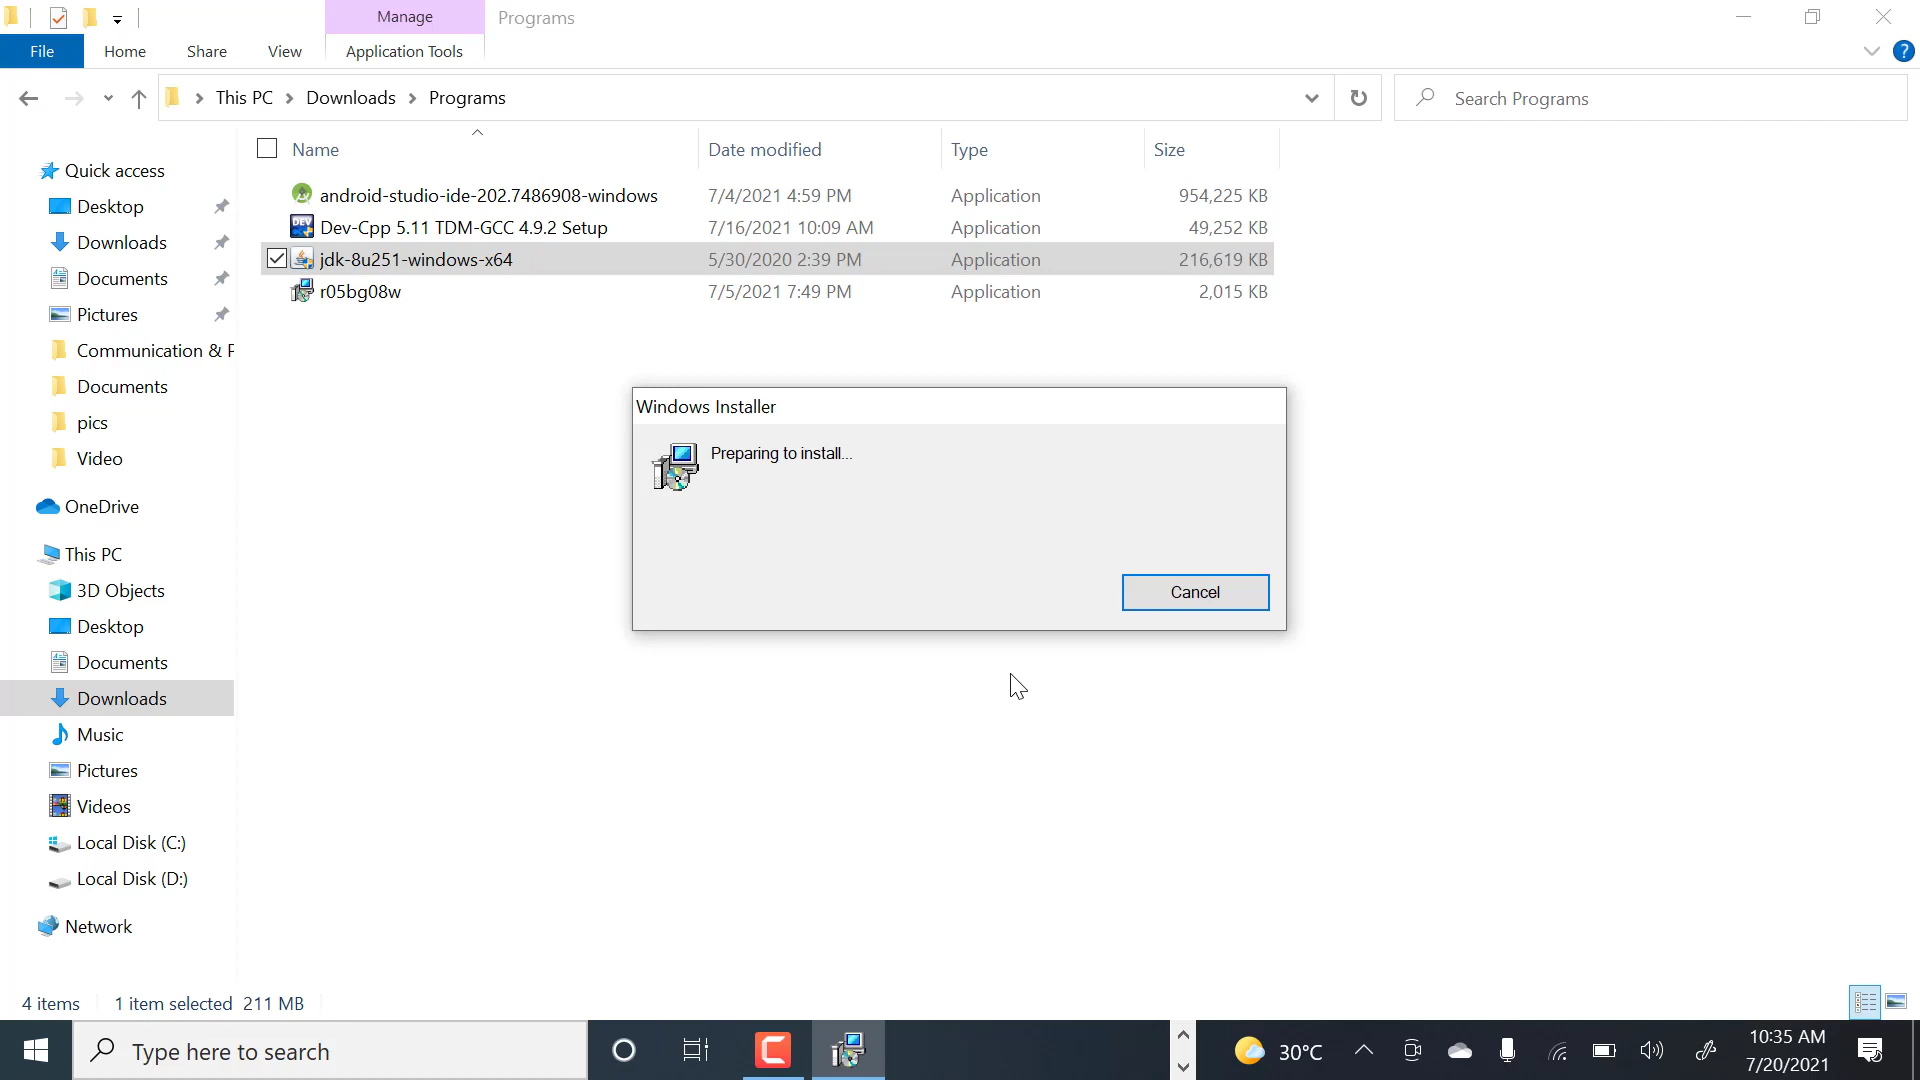 Manage
Programs
File
Home
Share
View
Application Tools
?
This PC
Downloads
Programs
Search Programs
Name
Date modified
Type
Size
android-studio-ide-202.7486908-windows
7/4/2021 4:59 PM
Application
954,225 KB
DEV
Dev-Cpp 5.11 TDM-GCC 4.9.2 Setup
7/16/2021 10:09 AM
Application
49,252 KB
jdk-8u251-windows-x64
5/30/2020 2:39 PM
Application
216,619 KB
r05bg08w
7/5/2021 7:49 PM
Application
2,015 KB
Quick access
Desktop
Downloads
Documents
Pictures
Communication & F
Documents
pics
Video
OneDrive
This PC
3D Objects
Desktop
Documents
Downloads
Music
Pictures
Videos
Local Disk (C:)
Local Disk (D:)
Network
Windows Installer
Preparing to install...
Cancel
4 items
1 item selected 211 MB
Type here to search
30°C
10:35 AM
7/20/2021